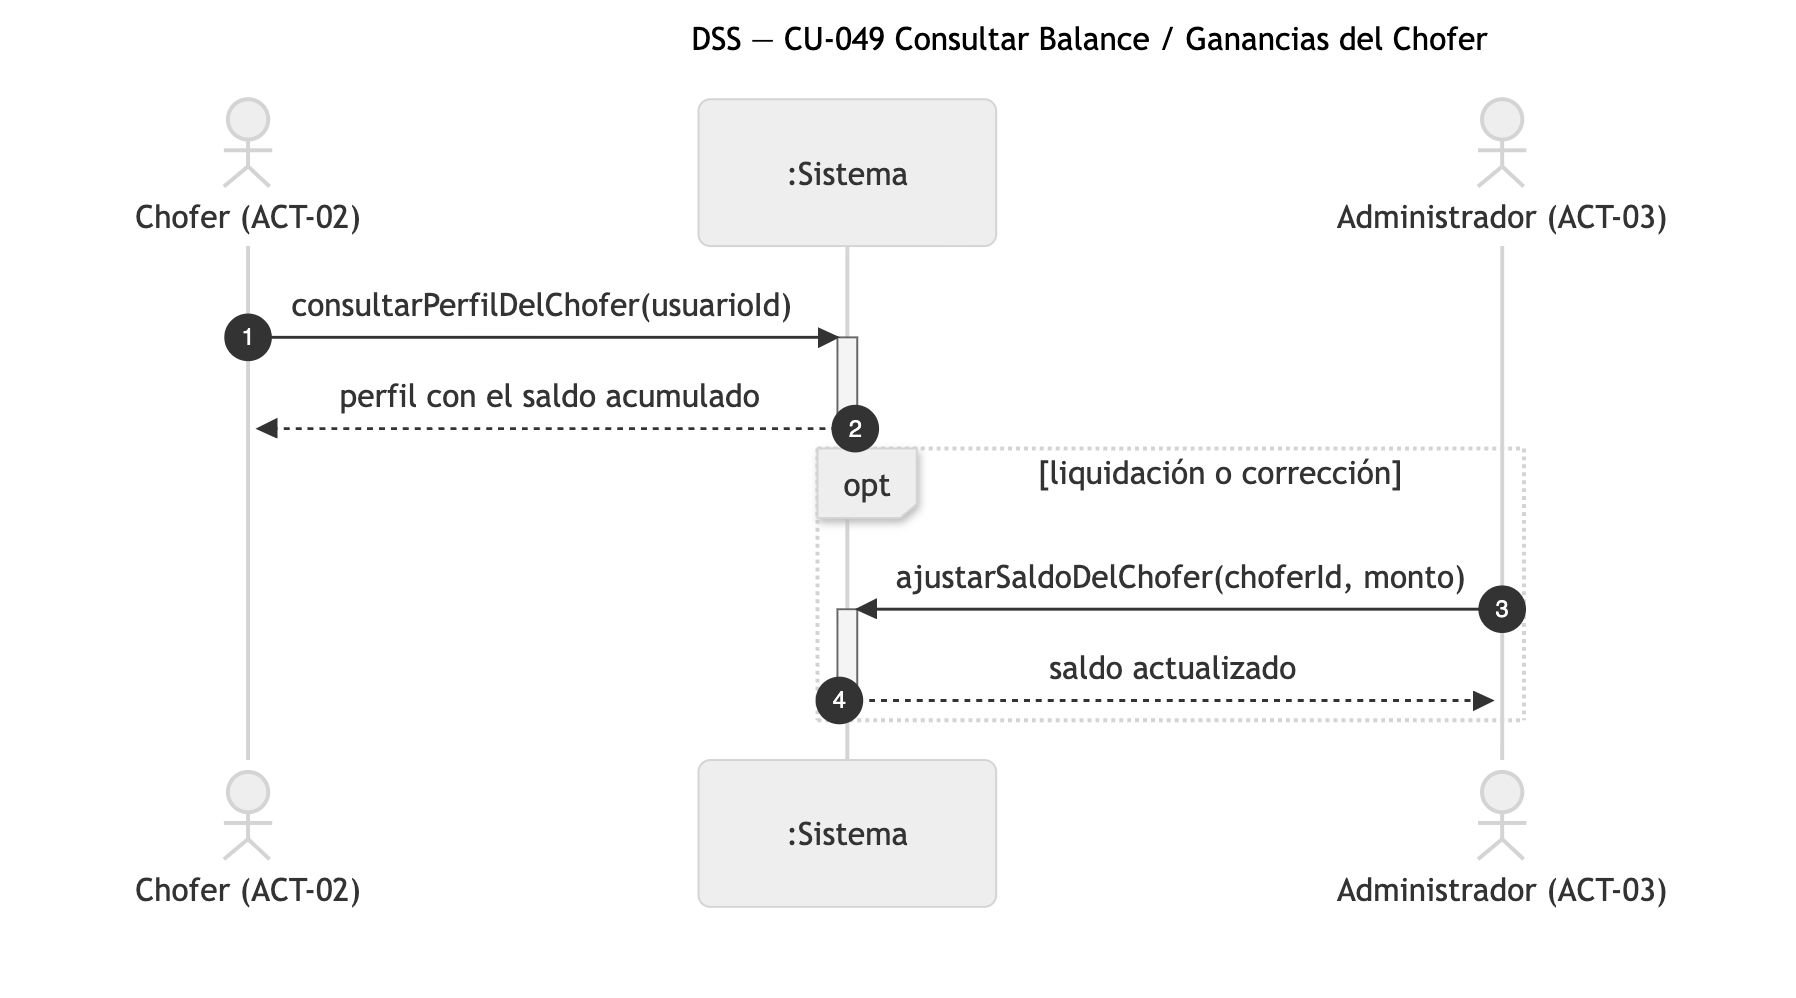 DSS — CU-049 Consultar Balance / Ganancias del Chofer
:Sistema
Chofer (ACT-02)
Administrador (ACT-03)
consultarPerfilDelChofer(usuarioId)
1
perfil con el saldo acumulado
2
opt
[liquidación o corrección]
ajustarSaldoDelChofer(choferId, monto)
3
saldo actualizado
4
:Sistema
Chofer (ACT-02)
Administrador (ACT-03)